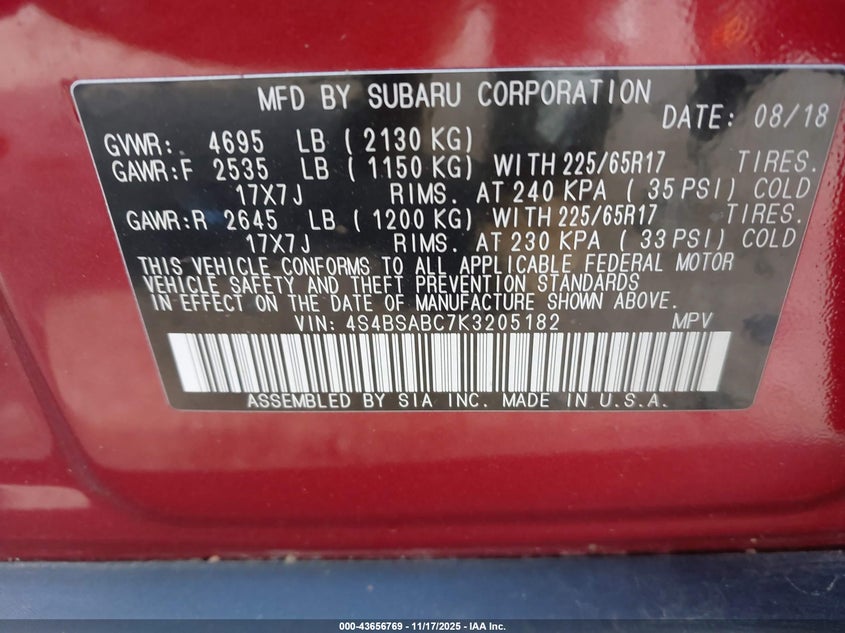 MFD BY SUBARU CORPORATION
DATE: 08/18
GVWR: 4695 LB ( 2130 KG)
GAWR:F 2535 LB ( 1150 KG) WITH 225/65R17 TIRES.
17X7J RIMS. AT 240 KPA ( 35 PSI) COLD
GAWR:R 2645 LB ( 1200 KG) WITH 225/65R17 TIRES.
17X7J RIMS. AT 230 KPA ( 33 PSI) COLD
THIS VEHICLE CONFORMS TO ALL APPLICABLE FEDERAL MOTOR
VEHICLE SAFETY AND THEFT PREVENTION STANDARDS
IN EFFECT ON THE DATE OF MANUFACTURE SHOWN ABOVE.
VIN: 4S4BSABC7K3205182 MPV
ASSEMBLED BY SIA INC. MADE IN U.S.A.
000-43656769 - 11/17/2025 - IAA Inc.